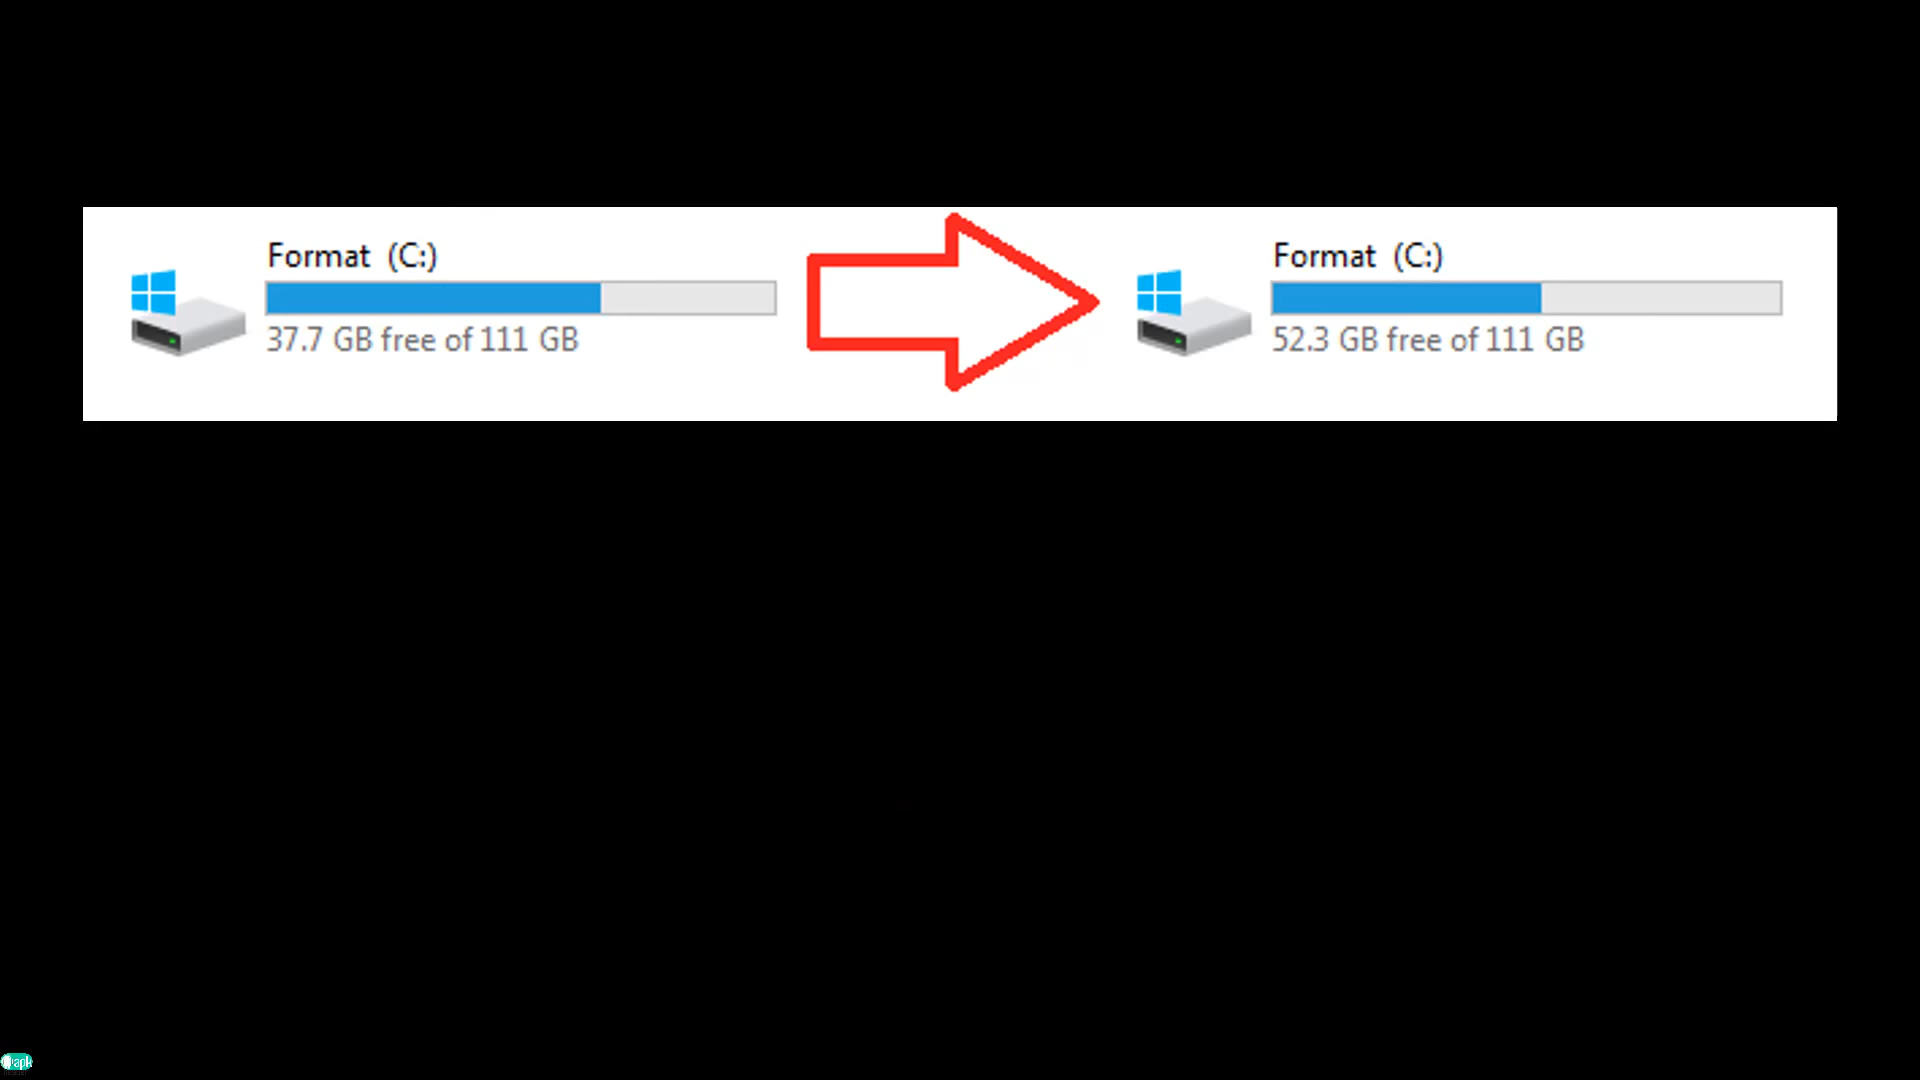 Format (C:)
37.7 GB free of 111 GB
Format (C:)
52.3 GB free of 111 GB